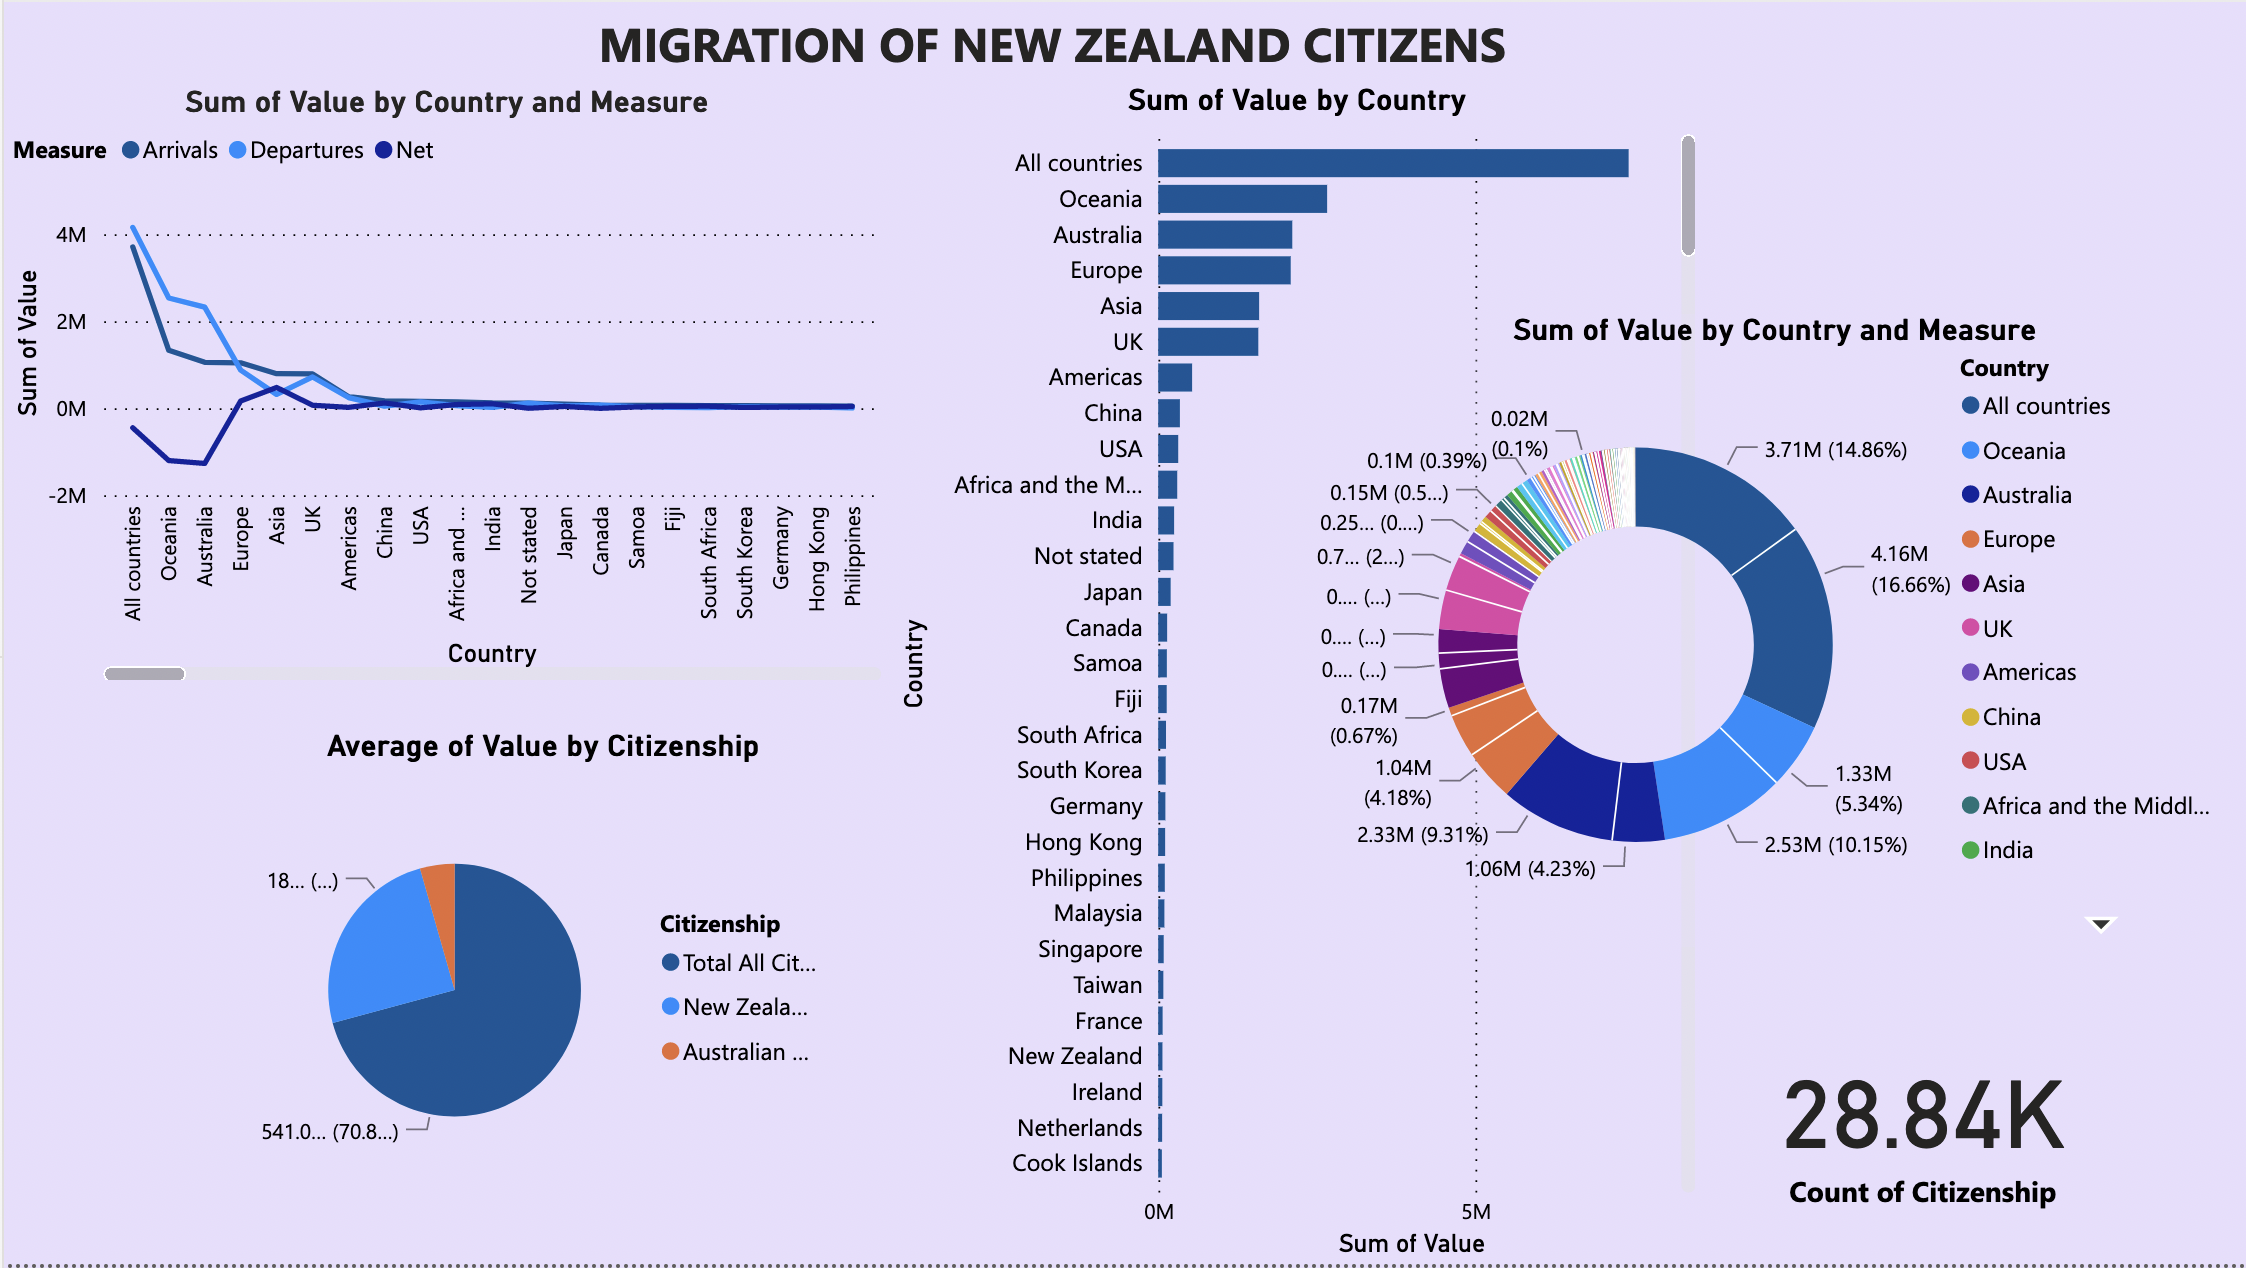 MIGRATION OF NEW ZEALAND CITIZENS
Sum of Value by Country and Measure
Measure Arrivals Departures Net
Sum of Value
4M
2M
0M
-2M
All countries
Oceania
Australia
Europe
Asia
UK
Americas
China
USA
Africa and ...
India
Not stated
Japan
Canada
Samoa
Fiji
South Africa
South Korea
Germany
Hong Kong
Philippines
Country
Average of Value by Citizenship
18... (...)
541.0... (70.8...)
Citizenship
Total All Cit...
New Zeala...
Australian ...
Sum of Value by Country
Country
All countries
Oceania
Australia
Europe
Asia
UK
Americas
China
USA
Africa and the M...
India
Not stated
Japan
Canada
Samoa
Fiji
South Africa
South Korea
Germany
Hong Kong
Philippines
Malaysia
Singapore
Taiwan
France
New Zealand
Ireland
Netherlands
Cook Islands
0M
5M
Sum of Value
Sum of Value by Country and Measure
0.02M
(0.1%)
0.1M (0.39%)
0.15M (0.5...)
0.25... (0....)
0.7... (2...)
0.... (...)
0.... (...)
0.... (...)
0.17M
(0.67%)
1.04M
(4.18%)
2.33M (9.31%)
1.06M (4.23%)
3.71M (14.86%)
4.16M
(16.66%)
1.33M
(5.34%)
2.53M (10.15%)
Country
All countries
Oceania
Australia
Europe
Asia
UK
Americas
China
USA
Africa and the Middl...
India
28.84K
Count of Citizenship